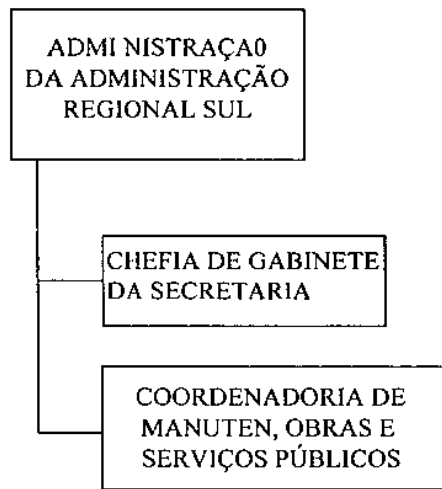 ADMI NISTRAÇA0
DA ADMINISTRAÇÃO
REGIONAL SUL
CHEFIA DE GABINETE
DA SECRETARIA
COORDENADORIA DE
MANUTEN, OBRAS E
SERVIÇOS PÚBLICOS